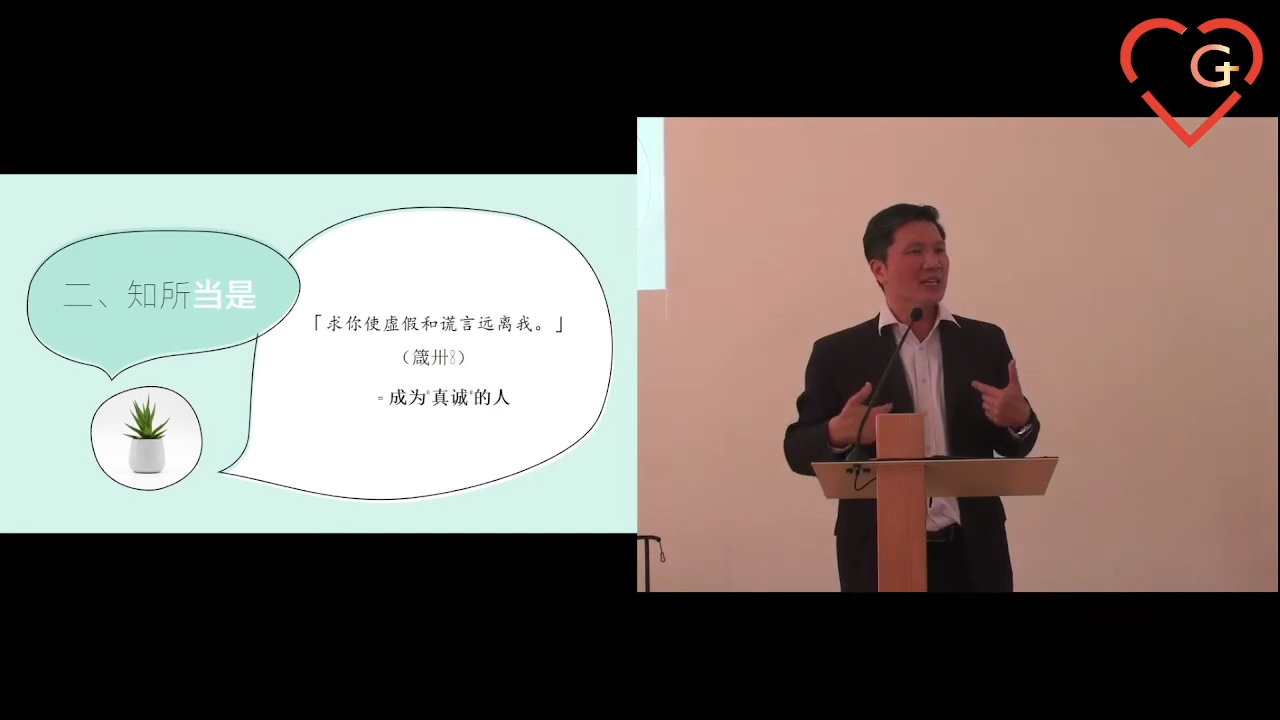 二、知所当是
「求你使虚假和谎言远离我。」
（箴卅8）
= 成为"真诚"的人
G